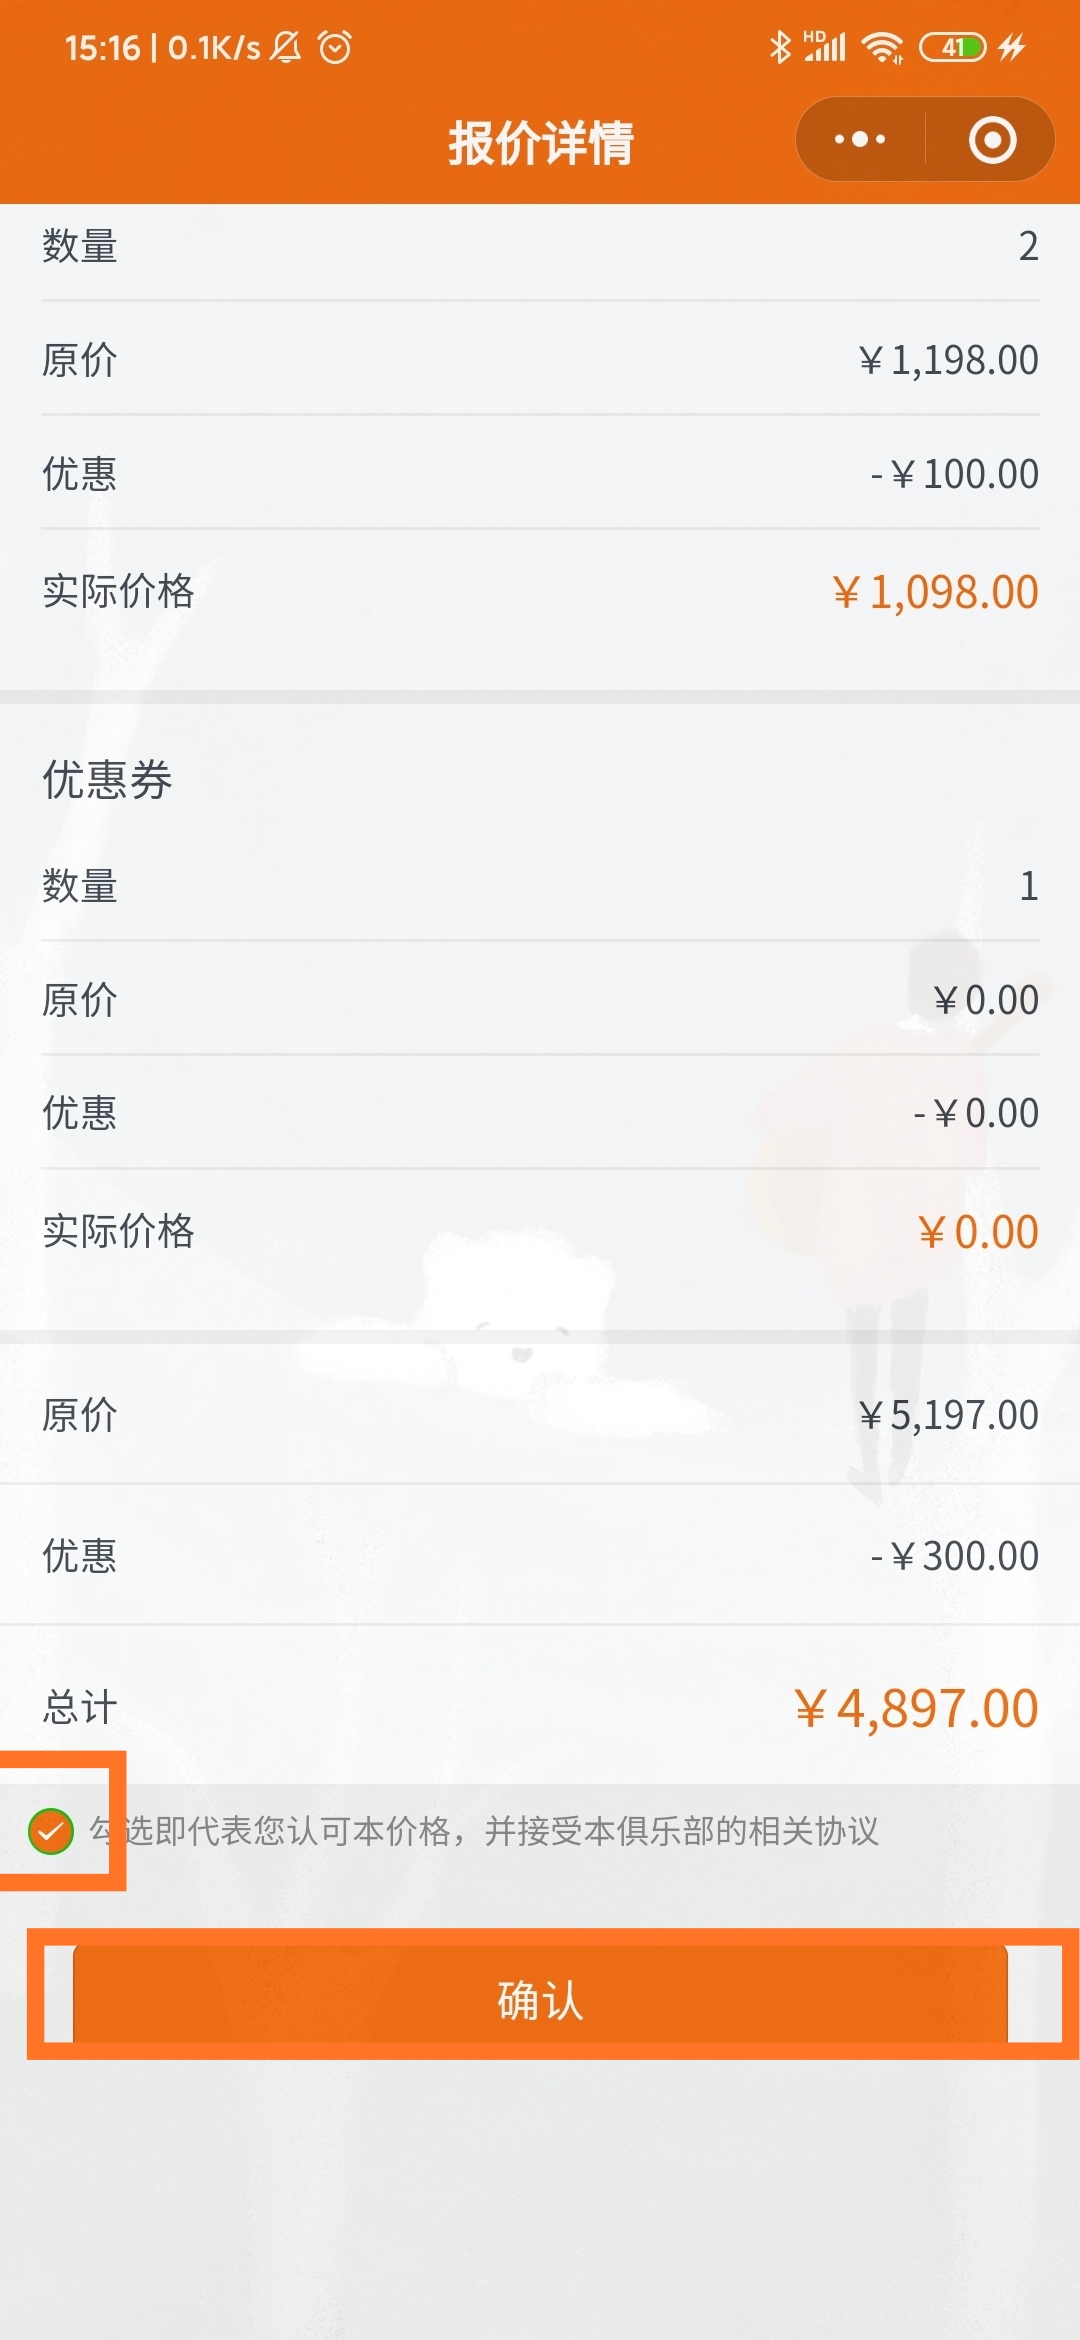 15:16 | 0.1K/s HD 41
报价详情
数量 2
原价 ¥1,198.00
优惠 -¥100.00
实际价格 ¥1,098.00
优惠券
数量 1
原价 ¥0.00
优惠 -¥0.00
实际价格 ¥0.00
原价 ¥5,197.00
优惠 -¥300.00
总计 ¥4,897.00
勾选即代表您认可本价格，并接受本俱乐部的相关协议
确认